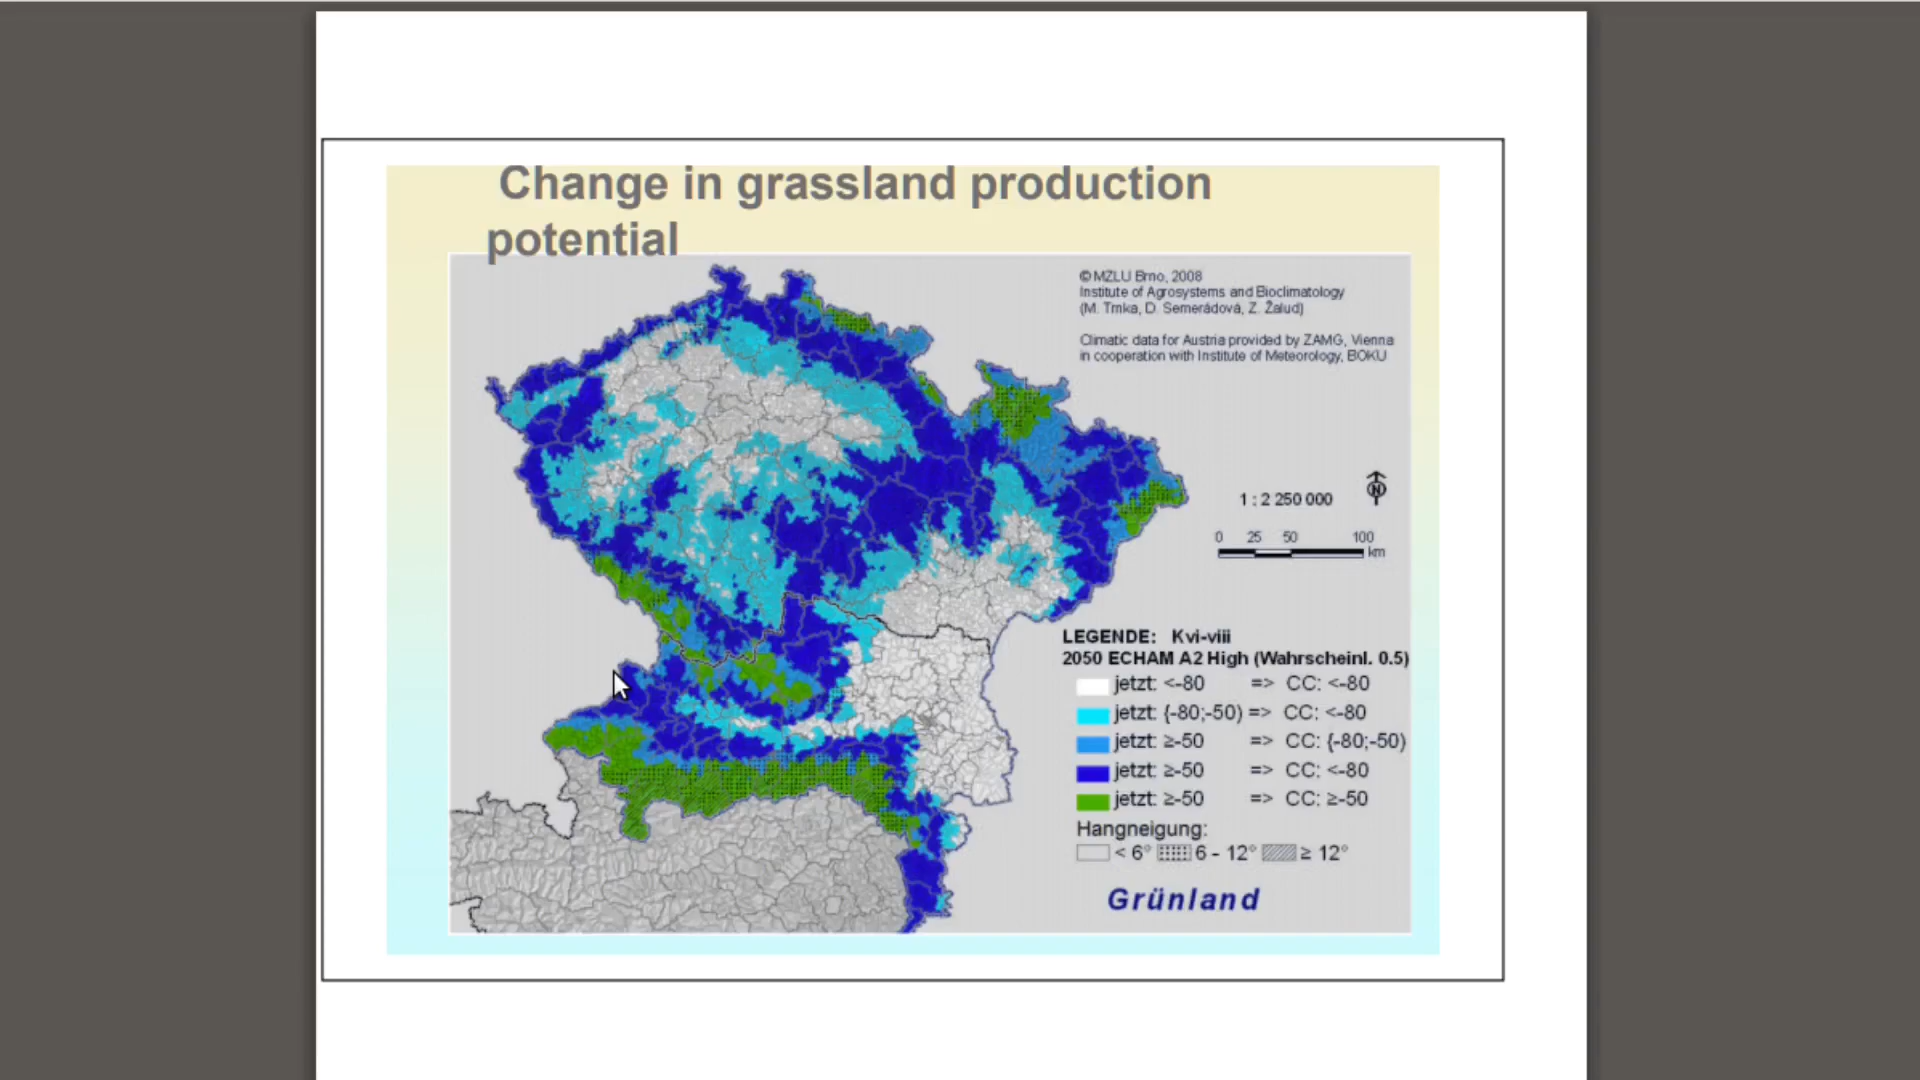 Change in grassland production
potential
© MZLU Brno, 2008
Institute of Agrosystems and Bioclimatology
(M. Trnka, D. Semerádová, Z. Žalud)
Climatic data for Austria provided by ZAMG, Vienna
in cooperation with Institute of Meteorology, BOKU
N
1 : 2 250 000
0 25 50 100
km
LEGENDE: Kvi-viii
2050 ECHAM A2 High (Wahrscheinl. 0.5)
jetzt: <-80 => CC: <-80
jetzt: {-80;-50) => CC: <-80
jetzt: ≥-50 => CC: {-80;-50)
jetzt: ≥-50 => CC: <-80
jetzt: ≥-50 => CC: ≥-50
Hangneigung:
< 6° 6 - 12° ≥ 12°
Grünland